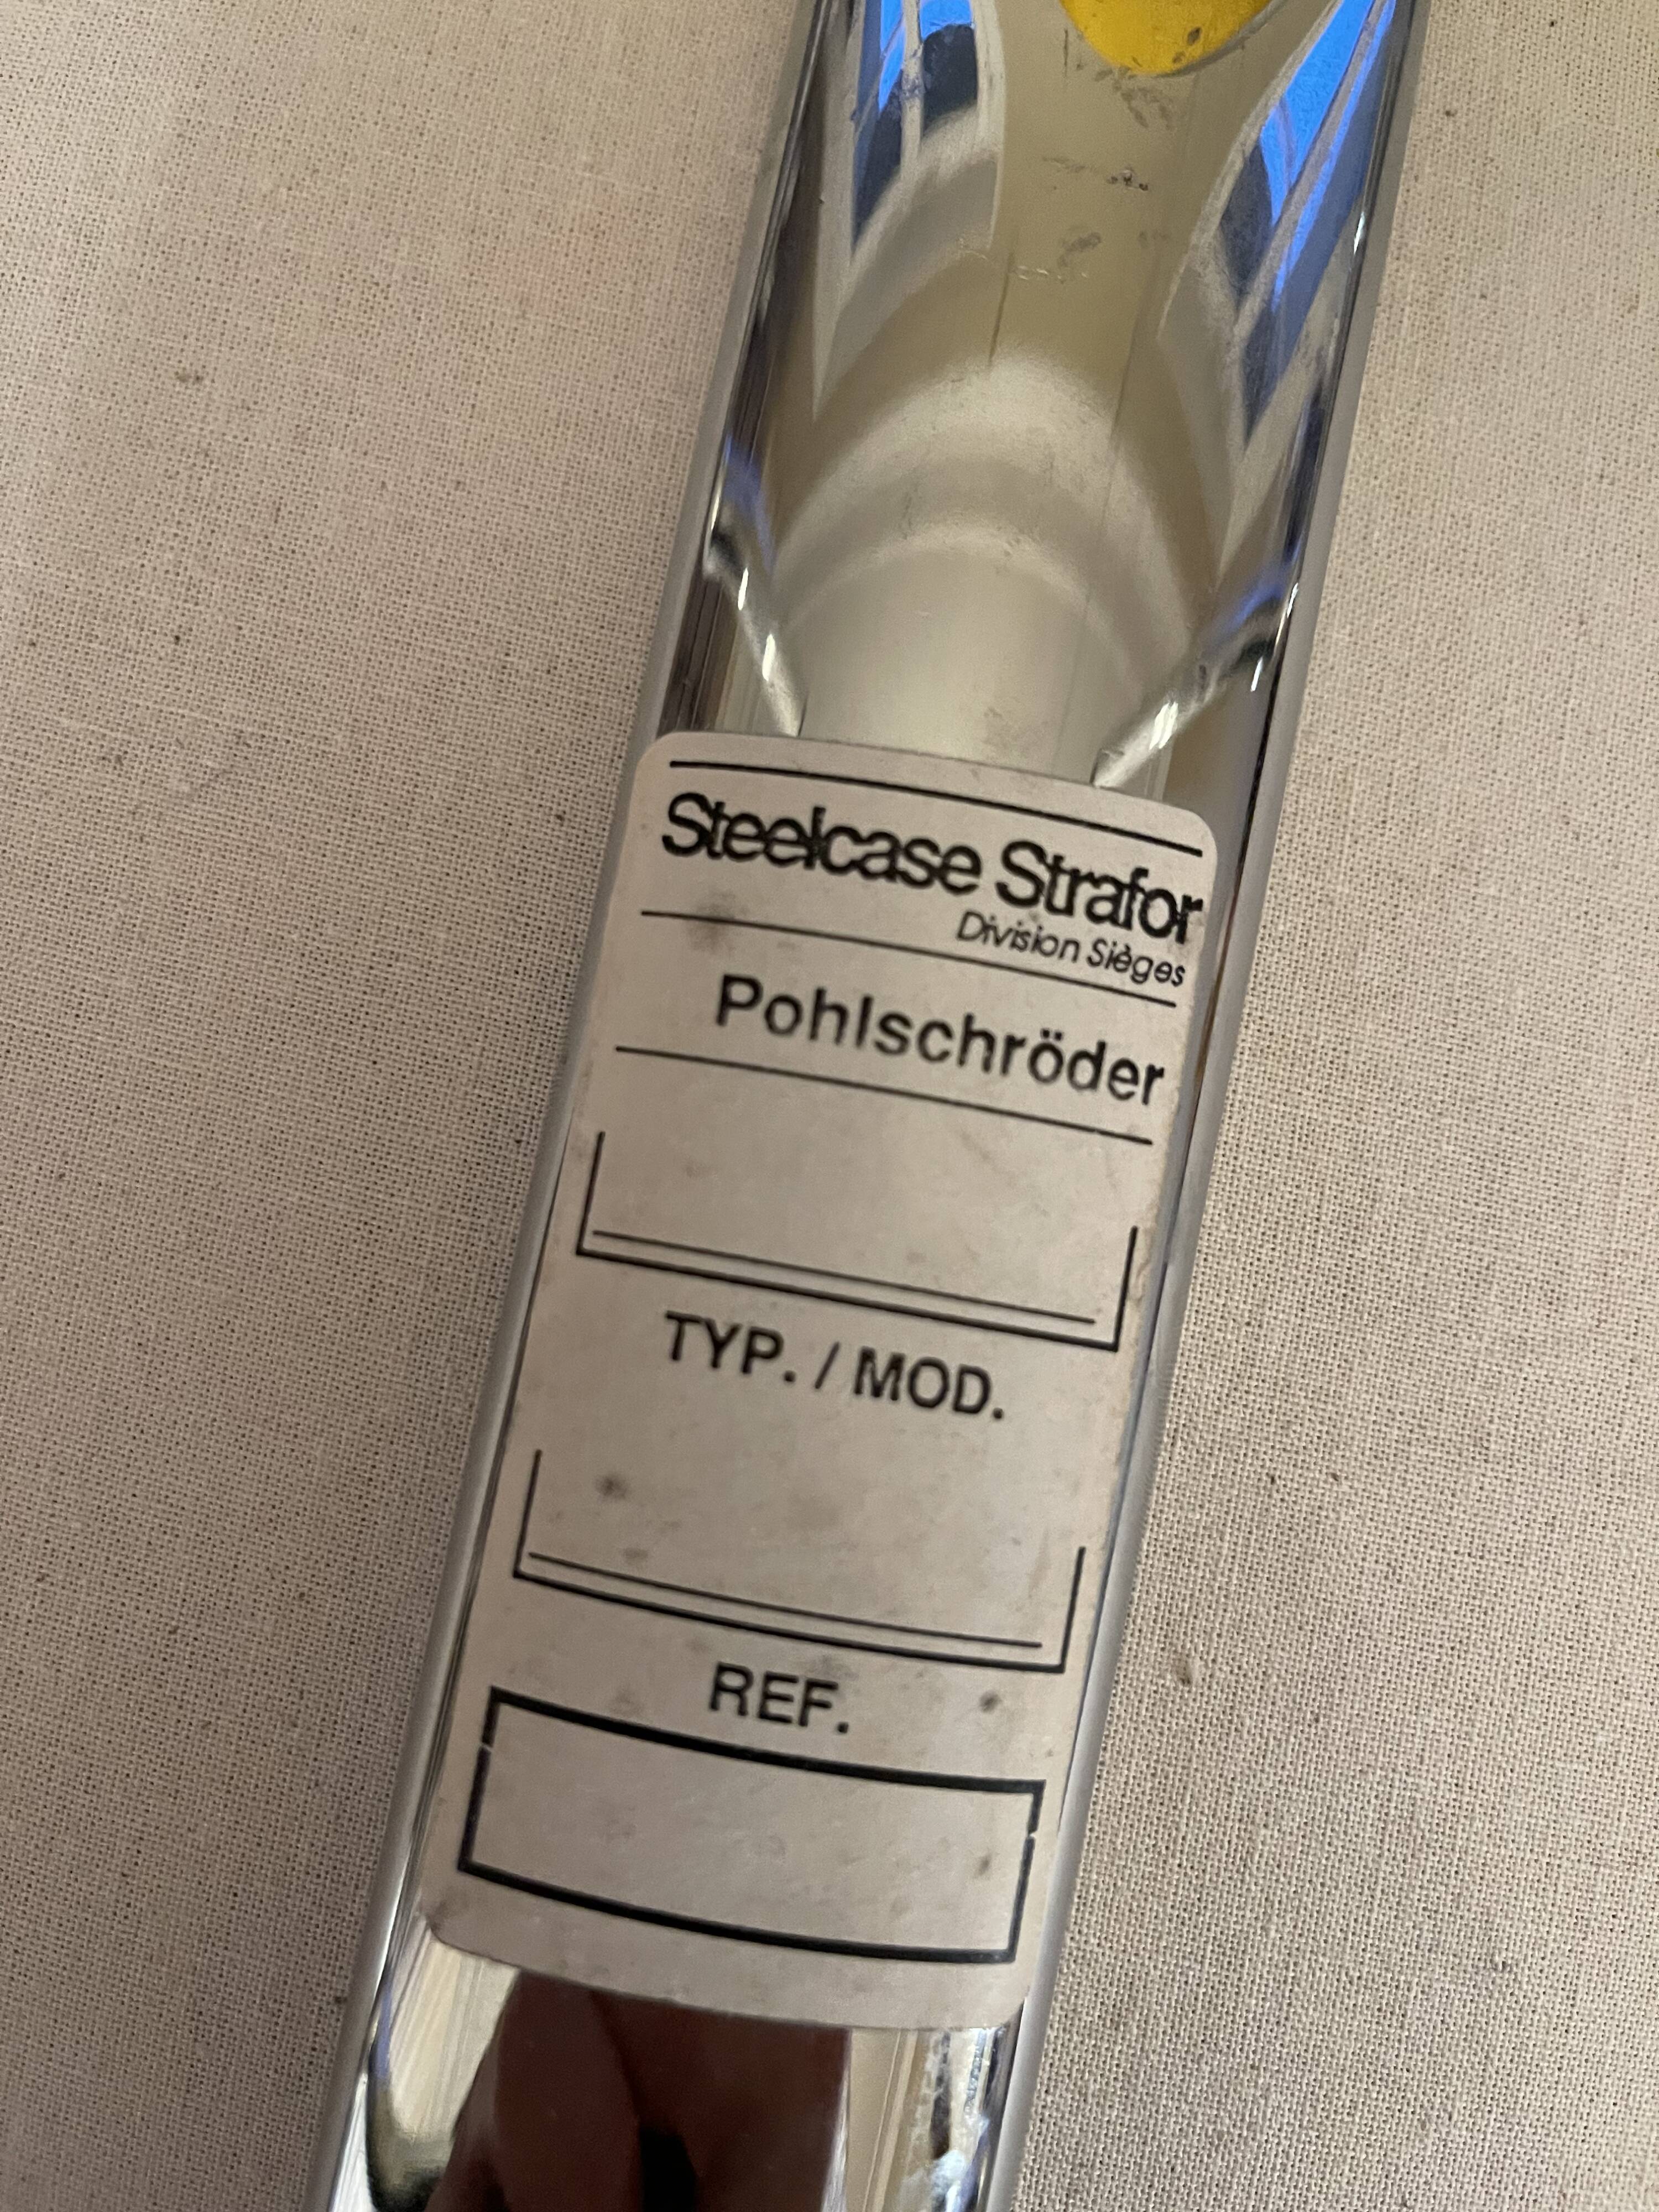 Steelcase Strafor
Division Sièges
Pohlschröder
TYP. / MOD.
REF.